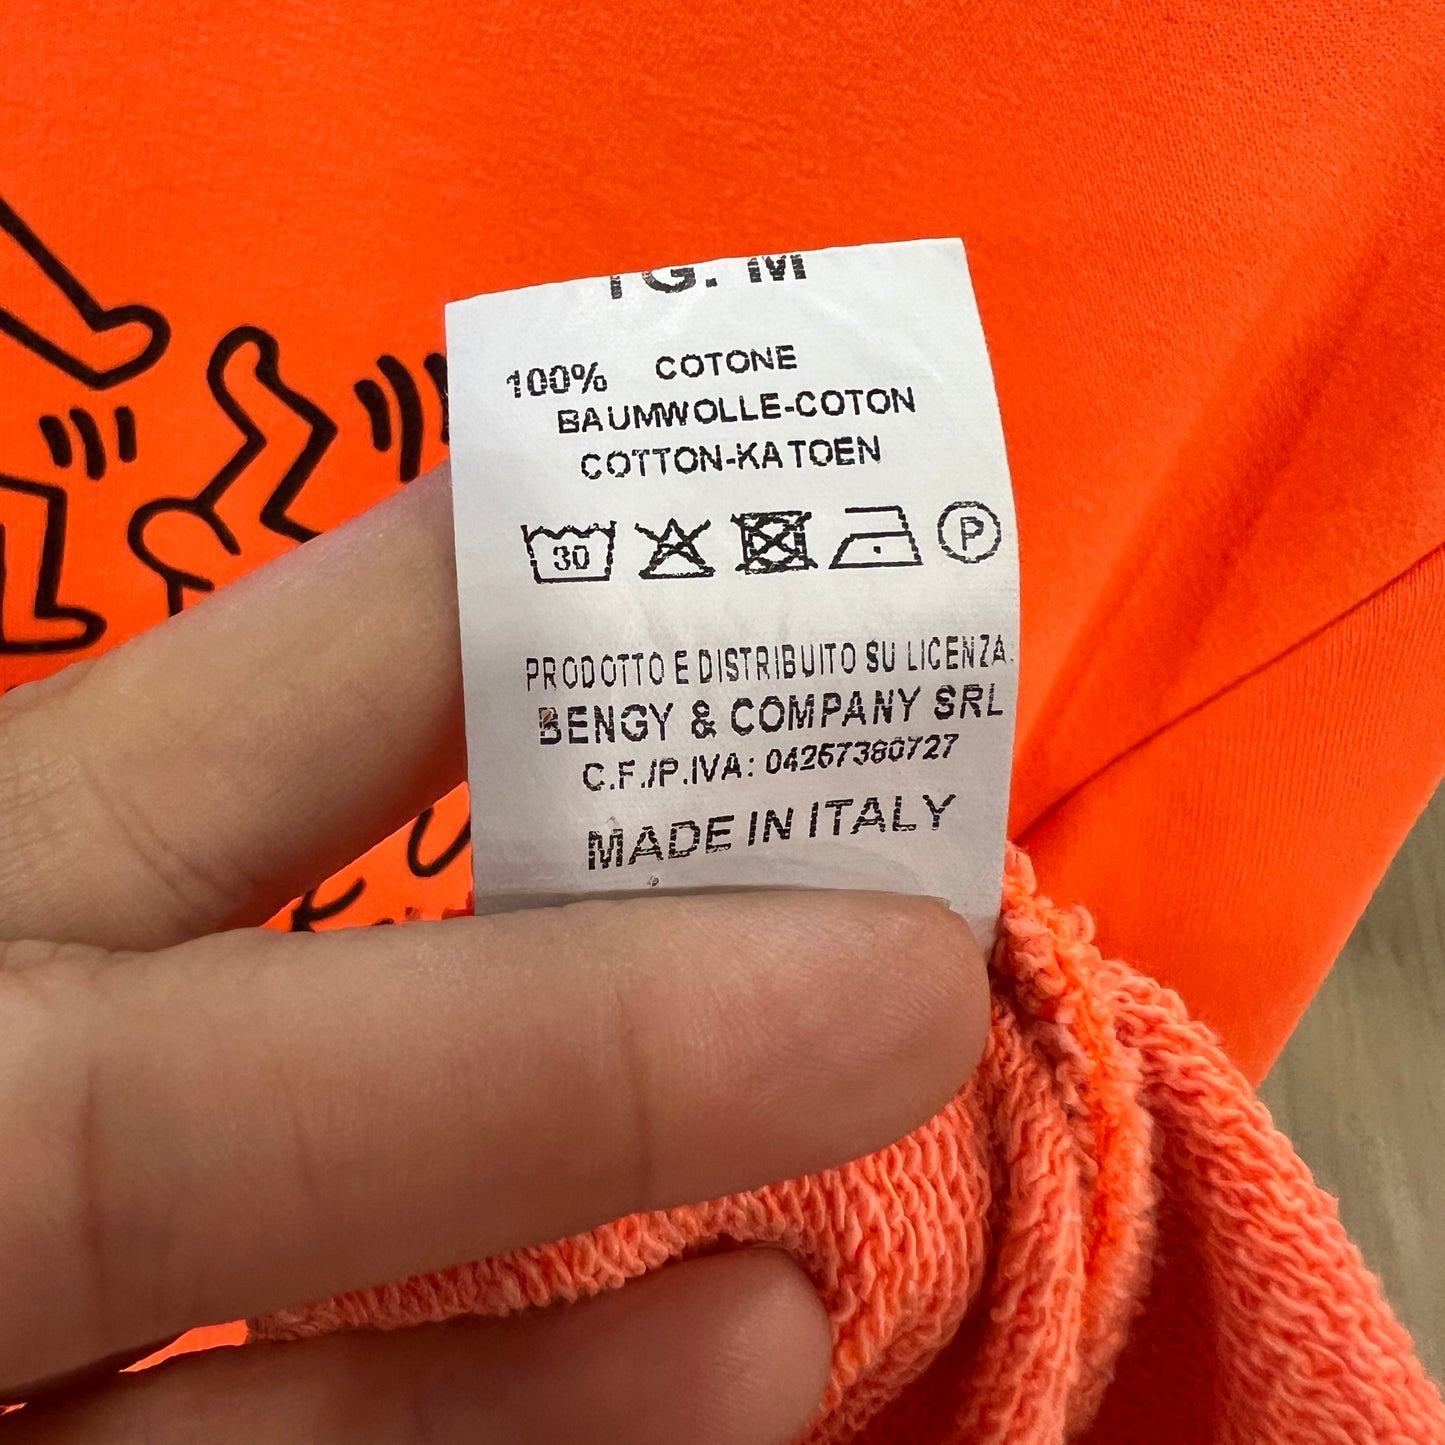 TG. M
100% COTONE
BAUMWOLLE-COTON
COTTON-KATOEN
30 P
PRODOTTO E DISTRIBUITO SU LICENZA
BENGY & COMPANY SRL
C.F./P.IVA: 04267380727
MADE IN ITALY